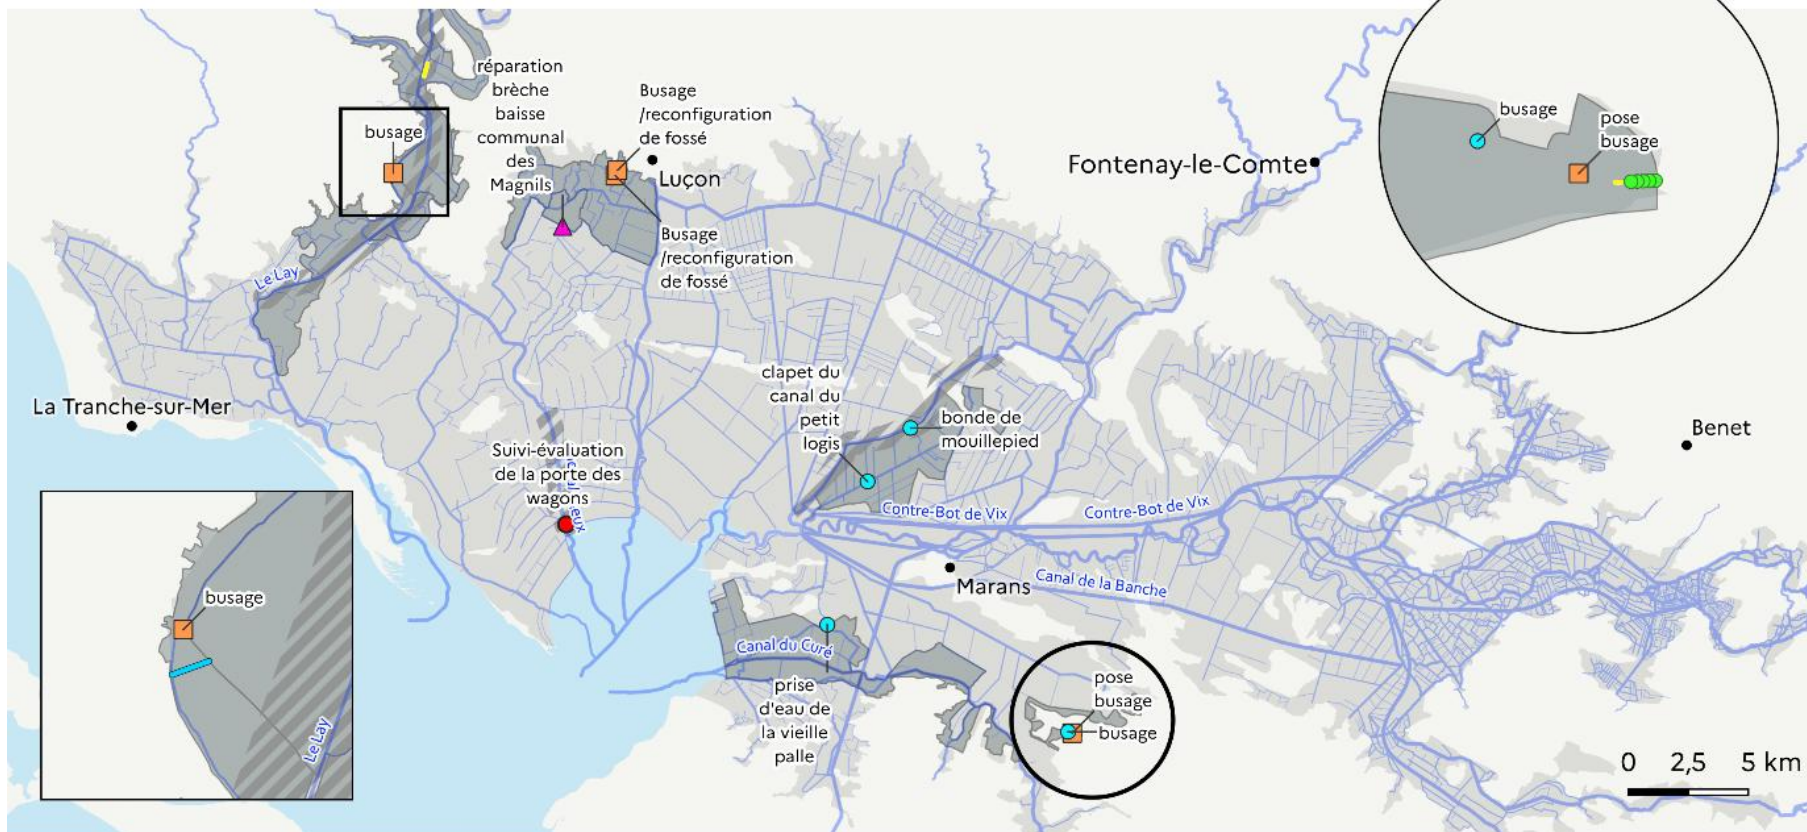 réparation
brèche
baisse
communal
des
Magnils
busage
Busage
/reconfiguration
de fossé
Luçon
Fontenay-le-Comte
busage
pose
busage
Busage
/reconfiguration
de fossé
Le Lay
La Tranche-sur-Mer
clapet du
canal du
petit
logis
bonde de
mouillepied
Benet
Suivi-évaluation
de la porte des
wagons
Contre-Bot de Vix
Contre-Bot de Vix
Marans
Canal de la Banche
busage
Le Lay
Canal du Curé
prise
d'eau de
la vieille
palle
pose
busage
busage
0 2,5 5 km